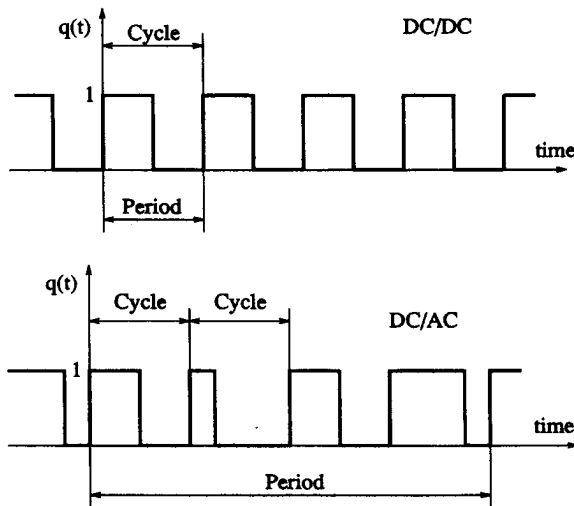 q(t)
Cycle
DC/DC
1
time
Period
q(t)
Cycle
Cycle
DC/AC
1
time
Period